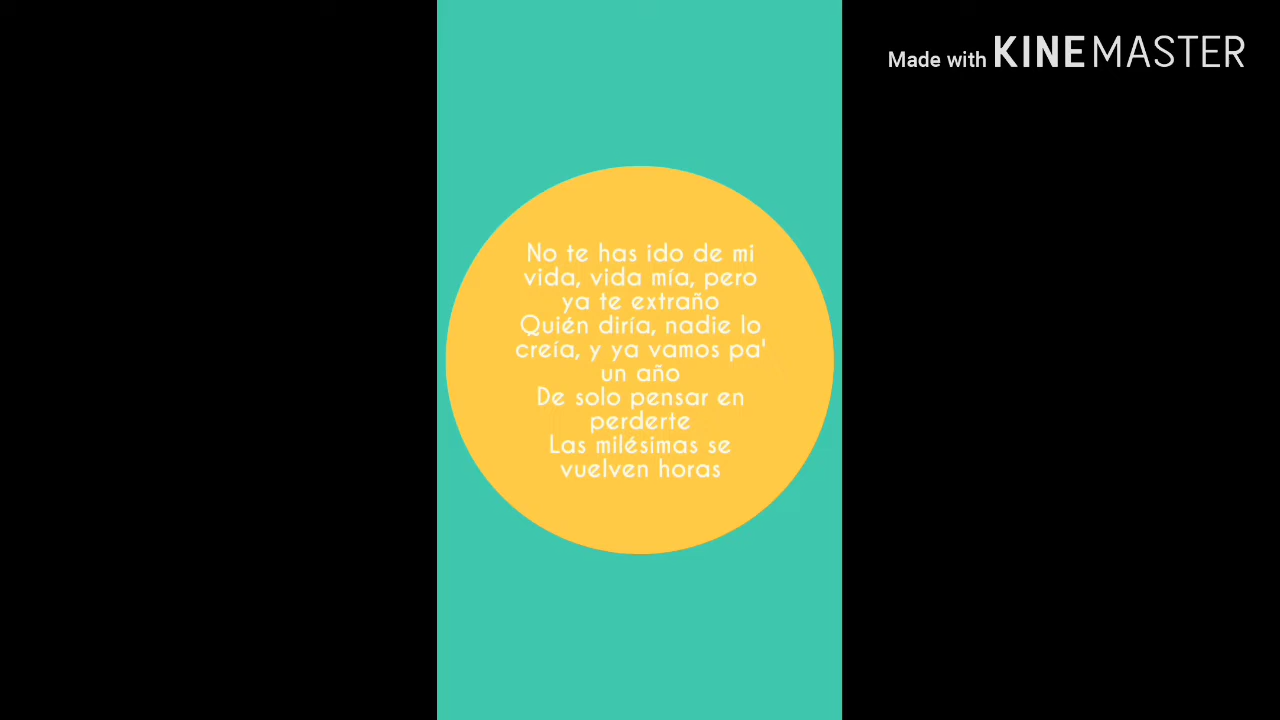 Made with KINEMASTER
No te has ido de mi
vida, vida mía, pero
ya te extraño
Quién diría, nadie lo
creía, y ya vamos pa'
un año
De solo pensar en
perderte
Las milésimas se
vuelven horas